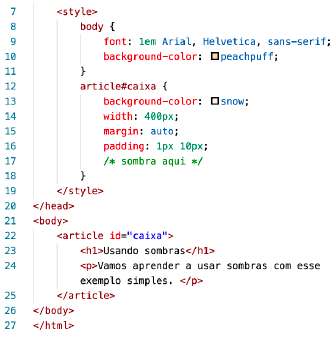 7 <style>
8 body {
9 font: 1em Arial, Helvetica, sans-serif;
10 background-color: peachpuff;
11 }
12 article#caixa {
13 background-color: snow;
14 width: 400px;
15 margin: auto;
16 padding: 1px 10px;
17 /* sombra aqui */
18 }
19 </style>
20 </head>
21 <body>
22 <article id="caixa">
23 <h1>Usando sombras</h1>
24 <p>Vamos aprender a usar sombras com esse
exemplo simples. </p>
25 </article>
26 </body>
27 </html>